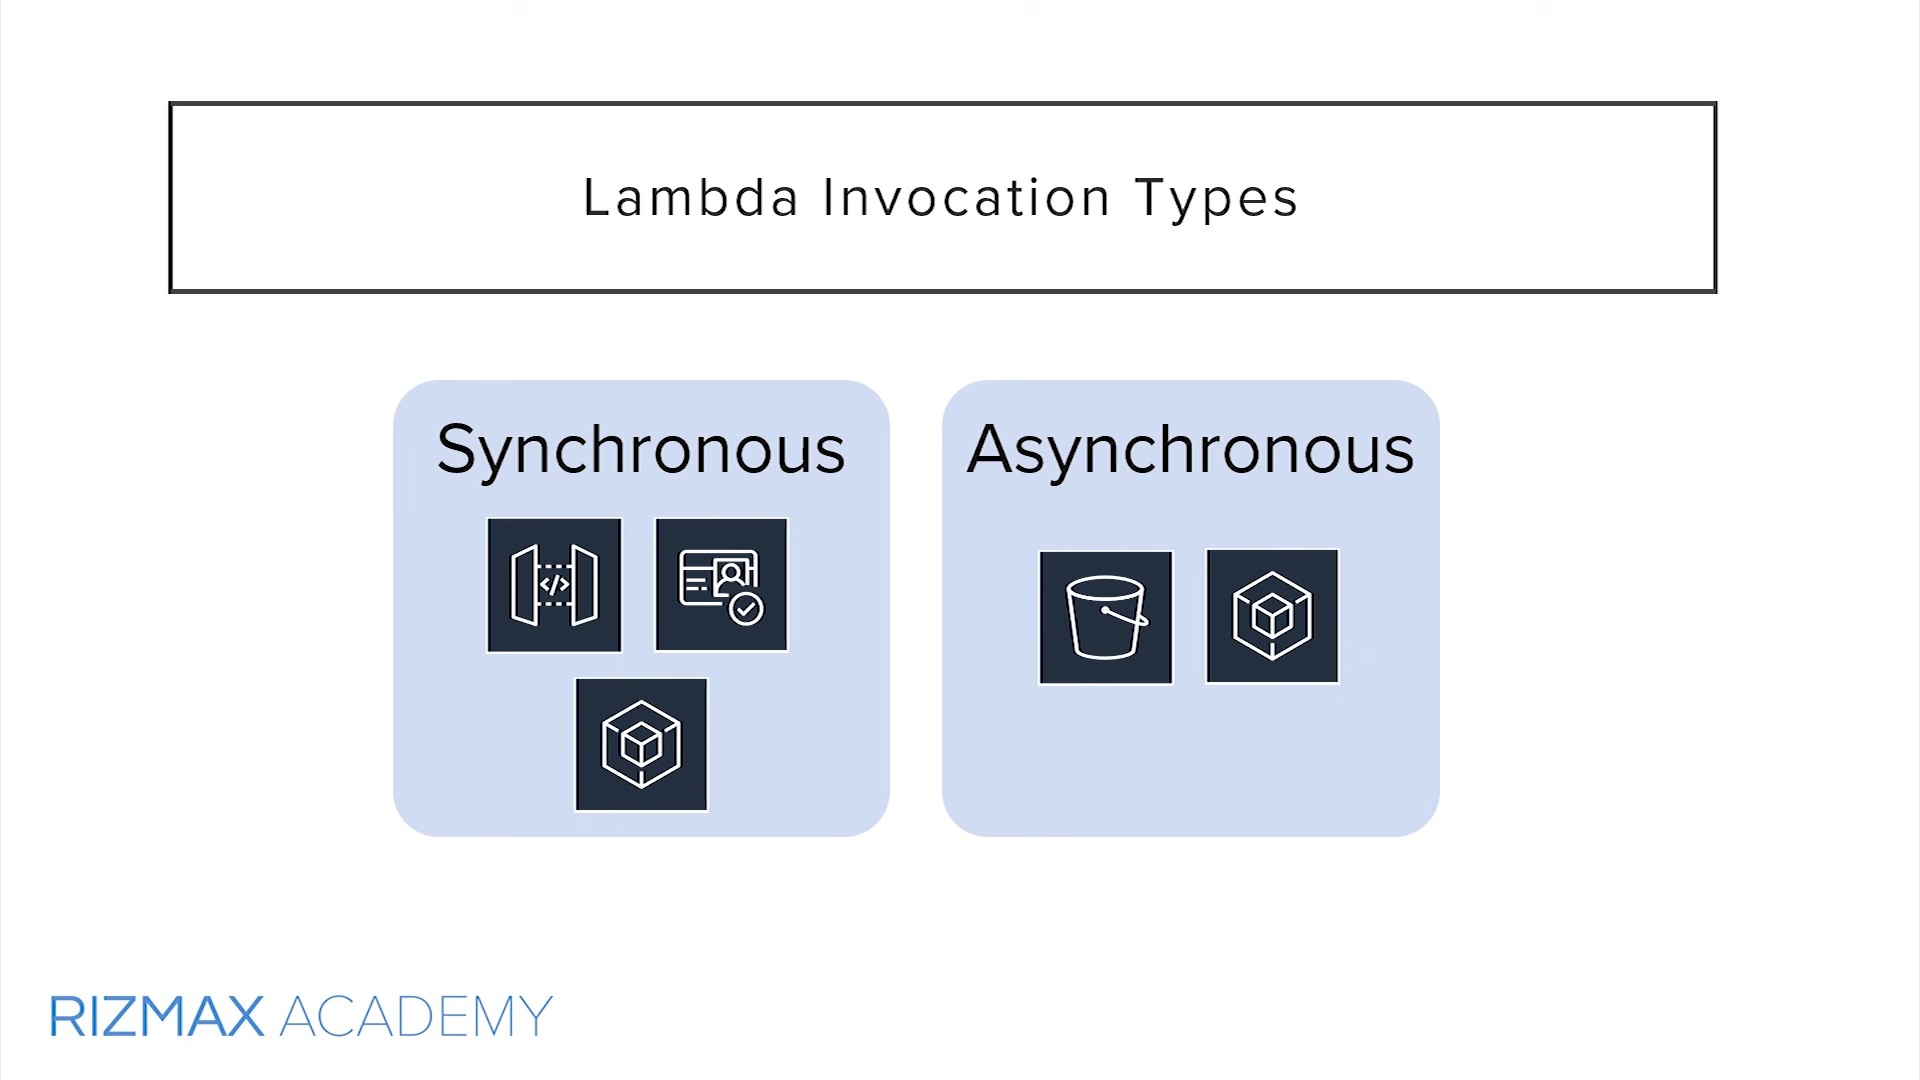 Lambda Invocation Types
Synchronous
Asynchronous
</>
RIZMAX ACADEMY